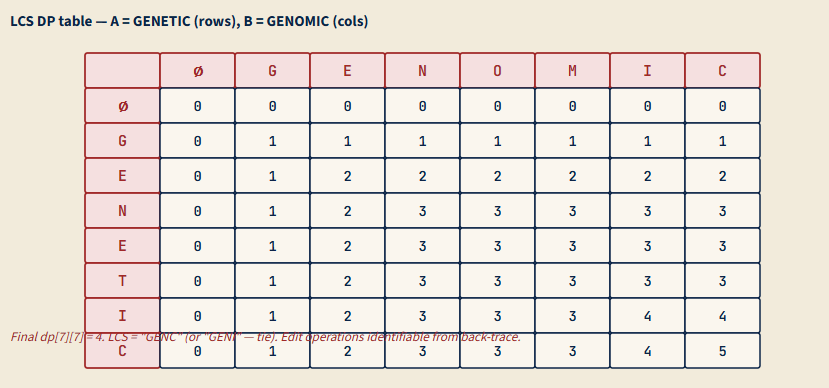 LCS DP table — A = GENETIC (rows), B = GENOMIC (cols)
Ø G E N O M I C
Ø 0 0 0 0 0 0 0 0
G 0 1 1 1 1 1 1 1
E 0 1 2 2 2 2 2 2
N 0 1 2 3 3 3 3 3
E 0 1 2 3 3 3 3 3
T 0 1 2 3 3 3 3 3
I 0 1 2 3 3 3 4 4
Final dp[7][7] = 4. LCS = "GENC" (or "GENI" — tie). Edit operations identifiable from back-trace.
C 0 1 2 3 3 3 4 5